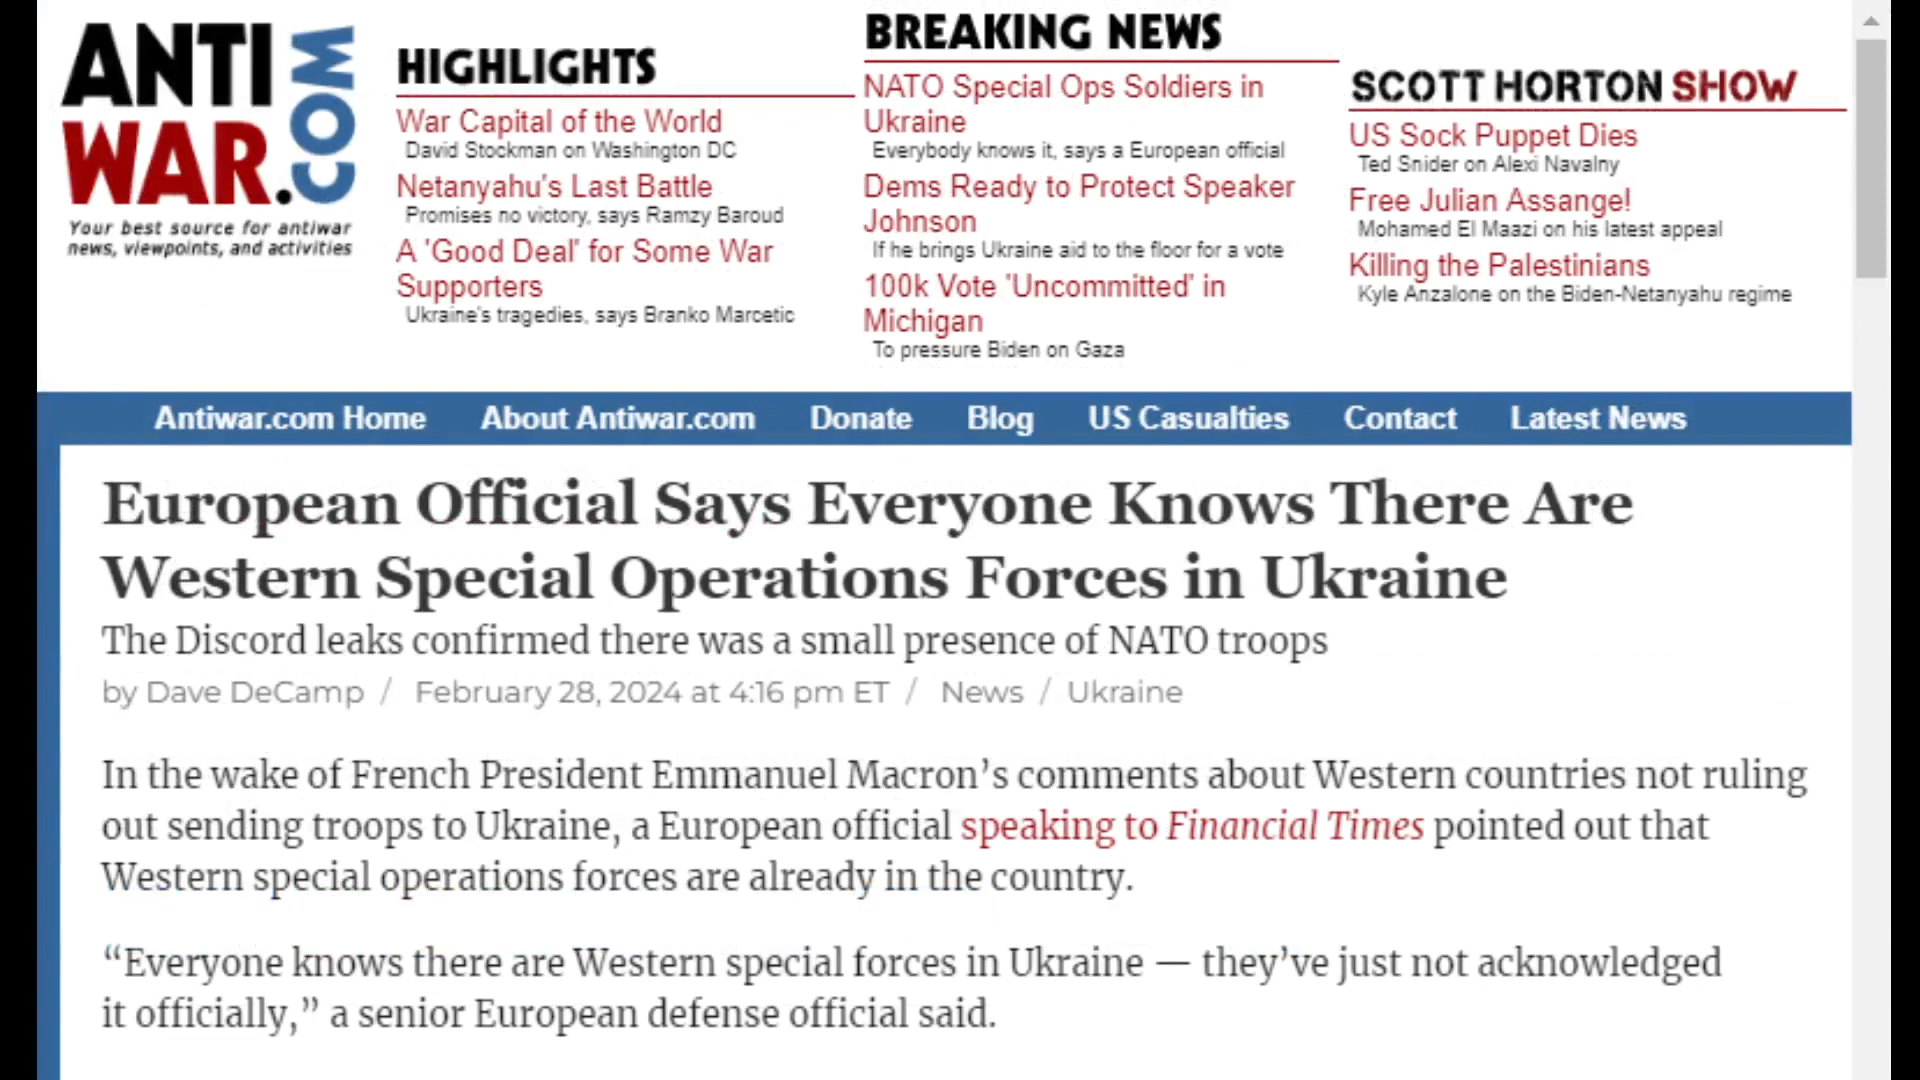 ANTI
WAR.COM
Your best source for antiwar
news, viewpoints, and activities
HIGHLIGHTS
War Capital of the World
David Stockman on Washington DC
Netanyahu's Last Battle
Promises no victory, says Ramzy Baroud
A 'Good Deal' for Some War
Supporters
Ukraine's tragedies, says Branko Marcetic
BREAKING NEWS
NATO Special Ops Soldiers in
Ukraine
Everybody knows it, says a European official
Dems Ready to Protect Speaker
Johnson
If he brings Ukraine aid to the floor for a vote
100k Vote 'Uncommitted' in
Michigan
To pressure Biden on Gaza
SCOTT HORTON SHOW
US Sock Puppet Dies
Ted Snider on Alexi Navalny
Free Julian Assange!
Mohamed El Maazi on his latest appeal
Killing the Palestinians
Kyle Anzalone on the Biden-Netanyahu regime
Antiwar.com Home About Antiwar.com Donate Blog US Casualties Contact Latest News
European Official Says Everyone Knows There Are
Western Special Operations Forces in Ukraine
The Discord leaks confirmed there was a small presence of NATO troops
by Dave DeCamp / February 28, 2024 at 4:16 pm ET / News / Ukraine
In the wake of French President Emmanuel Macron’s comments about Western countries not ruling
out sending troops to Ukraine, a European official speaking to Financial Times pointed out that
Western special operations forces are already in the country.
“Everyone knows there are Western special forces in Ukraine — they’ve just not acknowledged
it officially,” a senior European defense official said.